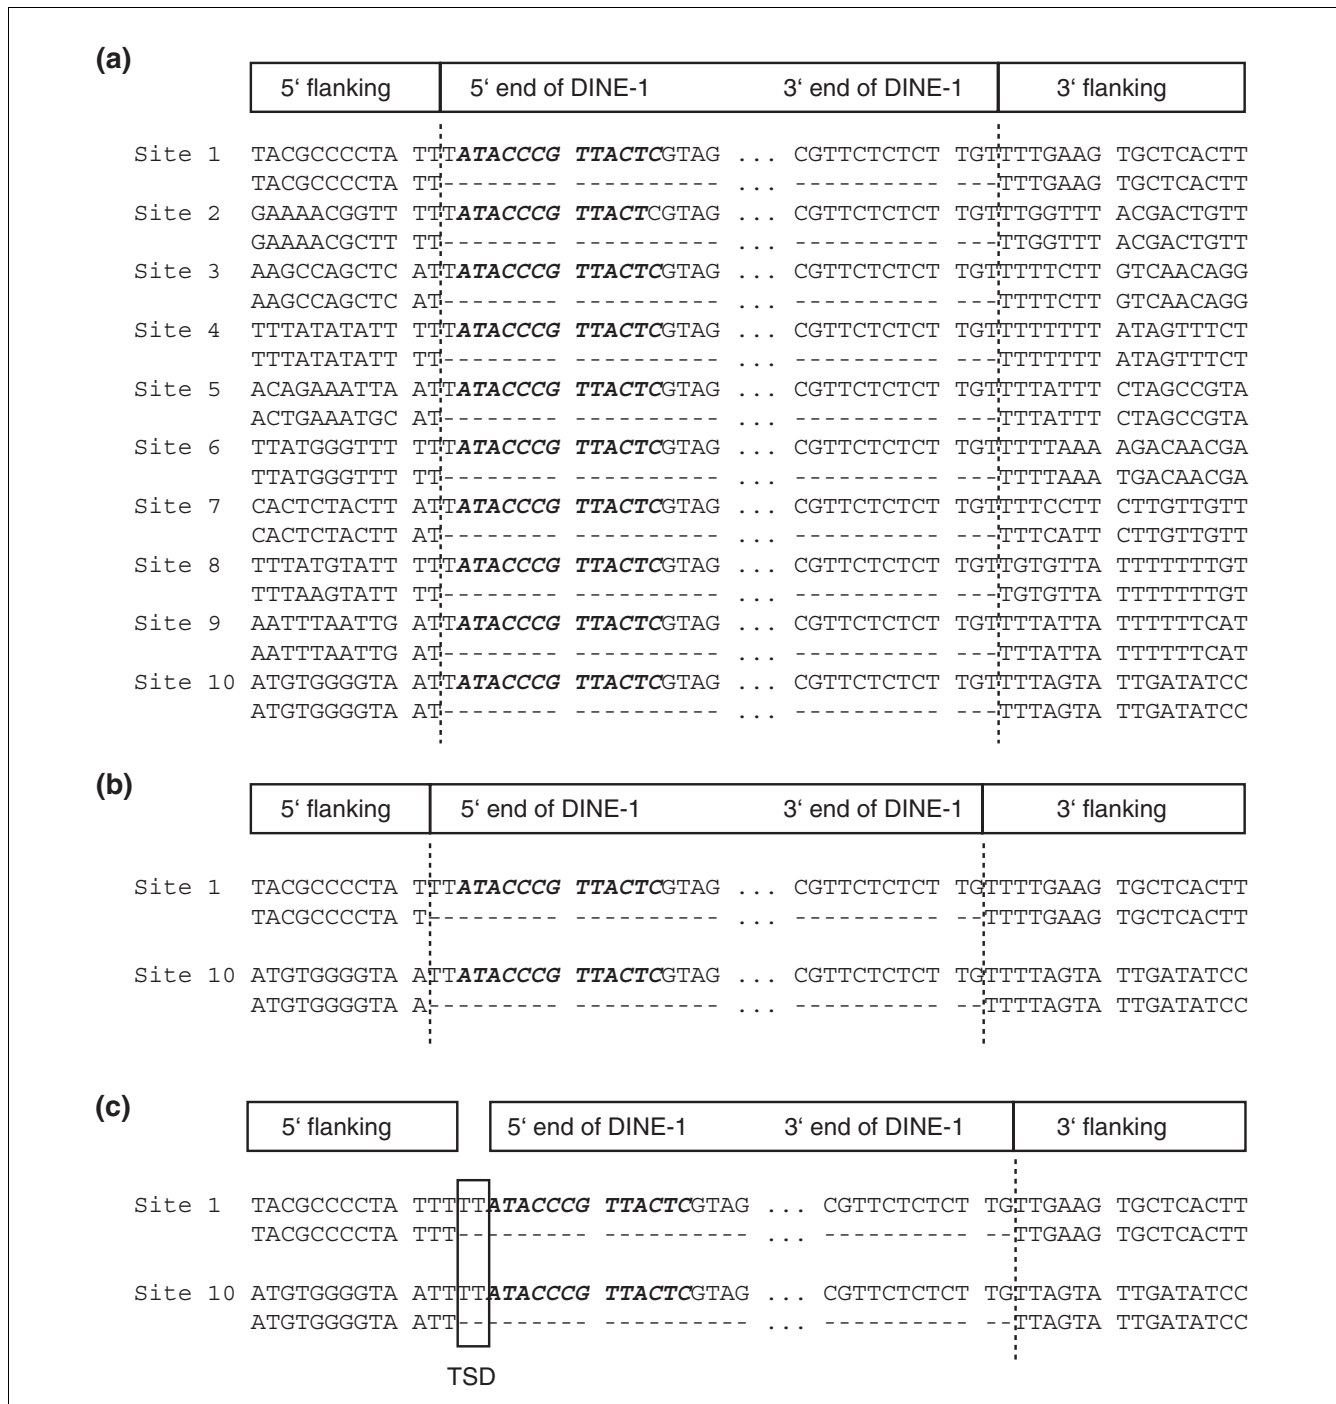 (a)
5‘ flanking 5‘ end of DINE-1 3‘ end of DINE-1 3‘ flanking
Site 1 TACGCCCCTA TTTATACCCG TTACTCGTAG ... CGTTCTCTCT TGTTTTGAAG TGCTCACTT
TACGCCCCTA TT-------- ---------- ... ---------- ---TTTGAAG TGCTCACTT
Site 2 GAAAACGGTT TTTATACCCG TTACTCGTAG ... CGTTCTCTCT TGTTTGGTTT ACGACTGTT
GAAAACGCTT TT-------- ---------- ... ---------- ---TTGGTTT ACGACTGTT
Site 3 AAGCCAGCTC ATTATACCCG TTACTCGTAG ... CGTTCTCTCT TGTTTTTCTT GTCAACAGG
AAGCCAGCTC AT-------- ---------- ... ---------- ---TTTTCTT GTCAACAGG
Site 4 TTTATATATT TTTATACCCG TTACTCGTAG ... CGTTCTCTCT TGTTTTTTTT ATAGTTTCT
TTTATATATT TT-------- ---------- ... ---------- ---TTTTTTT ATAGTTTCT
Site 5 ACAGAAATTA ATTATACCCG TTACTCGTAG ... CGTTCTCTCT TGTTTTATTT CTAGCCGTA
ACTGAAATGC AT-------- ---------- ... ---------- ---TTTATTT CTAGCCGTA
Site 6 TTATGGGTTT TTTATACCCG TTACTCGTAG ... CGTTCTCTCT TGTTTTTAAA AGACAACGA
TTATGGGTTT TT-------- ---------- ... ---------- ---TTTTAAA TGACAACGA
Site 7 CACTCTACTT ATTATACCCG TTACTCGTAG ... CGTTCTCTCT TGTTTTCCTT CTTGTTGTT
CACTCTACTT AT-------- ---------- ... ---------- ---TTTCATT CTTGTTGTT
Site 8 TTTATGTATT TTTATACCCG TTACTCGTAG ... CGTTCTCTCT TGTTGTGTTA TTTTTTTGT
TTTAAGTATT TT-------- ---------- ... ---------- ---TGTGTTA TTTTTTTGT
Site 9 AATTTAATTG ATTATACCCG TTACTCGTAG ... CGTTCTCTCT TGTTTTATTA TTTTTTCAT
AATTTAATTG AT-------- ---------- ... ---------- ---TTTATTA TTTTTTCAT
Site 10 ATGTGGGGTA ATTATACCCG TTACTCGTAG ... CGTTCTCTCT TGTTTTAGTA TTGATATCC
ATGTGGGGTA AT-------- ---------- ... ---------- ---TTTAGTA TTGATATCC
(b)
5‘ flanking 5‘ end of DINE-1 3‘ end of DINE-1 3‘ flanking
Site 1 TACGCCCCTA TTTATACCCG TTACTCGTAG ... CGTTCTCTCT TGTTTTGAAG TGCTCACTT
TACGCCCCTA T--------- ---------- ... ---------- --TTTTGAAG TGCTCACTT
Site 10 ATGTGGGGTA ATTATACCCG TTACTCGTAG ... CGTTCTCTCT TGTTTTAGTA TTGATATCC
ATGTGGGGTA A--------- ---------- ... ---------- --TTTTAGTA TTGATATCC
(c)
5‘ flanking 5‘ end of DINE-1 3‘ end of DINE-1 3‘ flanking
Site 1 TACGCCCCTA TTTTTATACCCG TTACTCGTAG ... CGTTCTCTCT TGTTGAAG TGCTCACTT
TACGCCCCTA TTT--------- ---------- ... ---------- --TTGAAG TGCTCACTT
Site 10 ATGTGGGGTA ATTTTATACCCG TTACTCGTAG ... CGTTCTCTCT TGTTAGTA TTGATATCC
ATGTGGGGTA ATT--------- ---------- ... ---------- --TTAGTA TTGATATCC
TSD